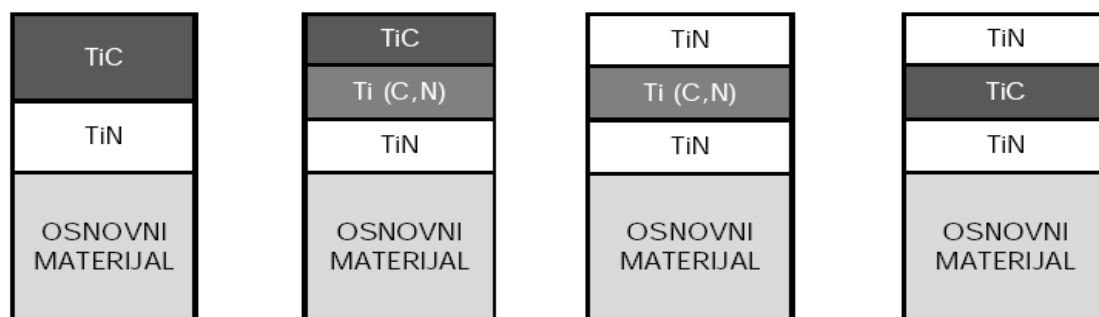 TiC
TiN
OSNOVNI
MATERIJAL
TiC
Ti (C,N)
TiN
OSNOVNI
MATERIJAL
TiN
Ti (C,N)
TiN
OSNOVNI
MATERIJAL
TiN
TiC
TiN
OSNOVNI
MATERIJAL